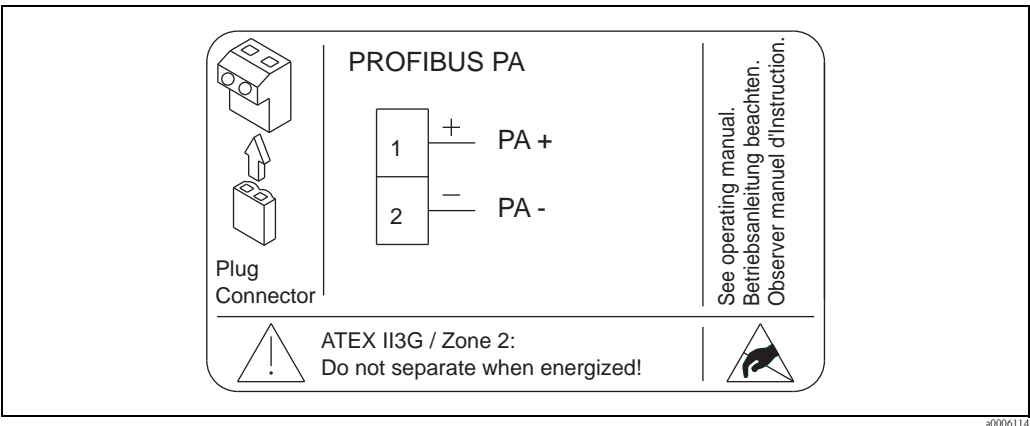 PROFIBUS PA
1
+
PA +
2
–
PA -
Plug
Connector
See operating manual.
Betriebsanleitung beachten.
Observer manuel d'Instruction.
!
ATEX II3G / Zone 2:
Do not separate when energized!
a0006114